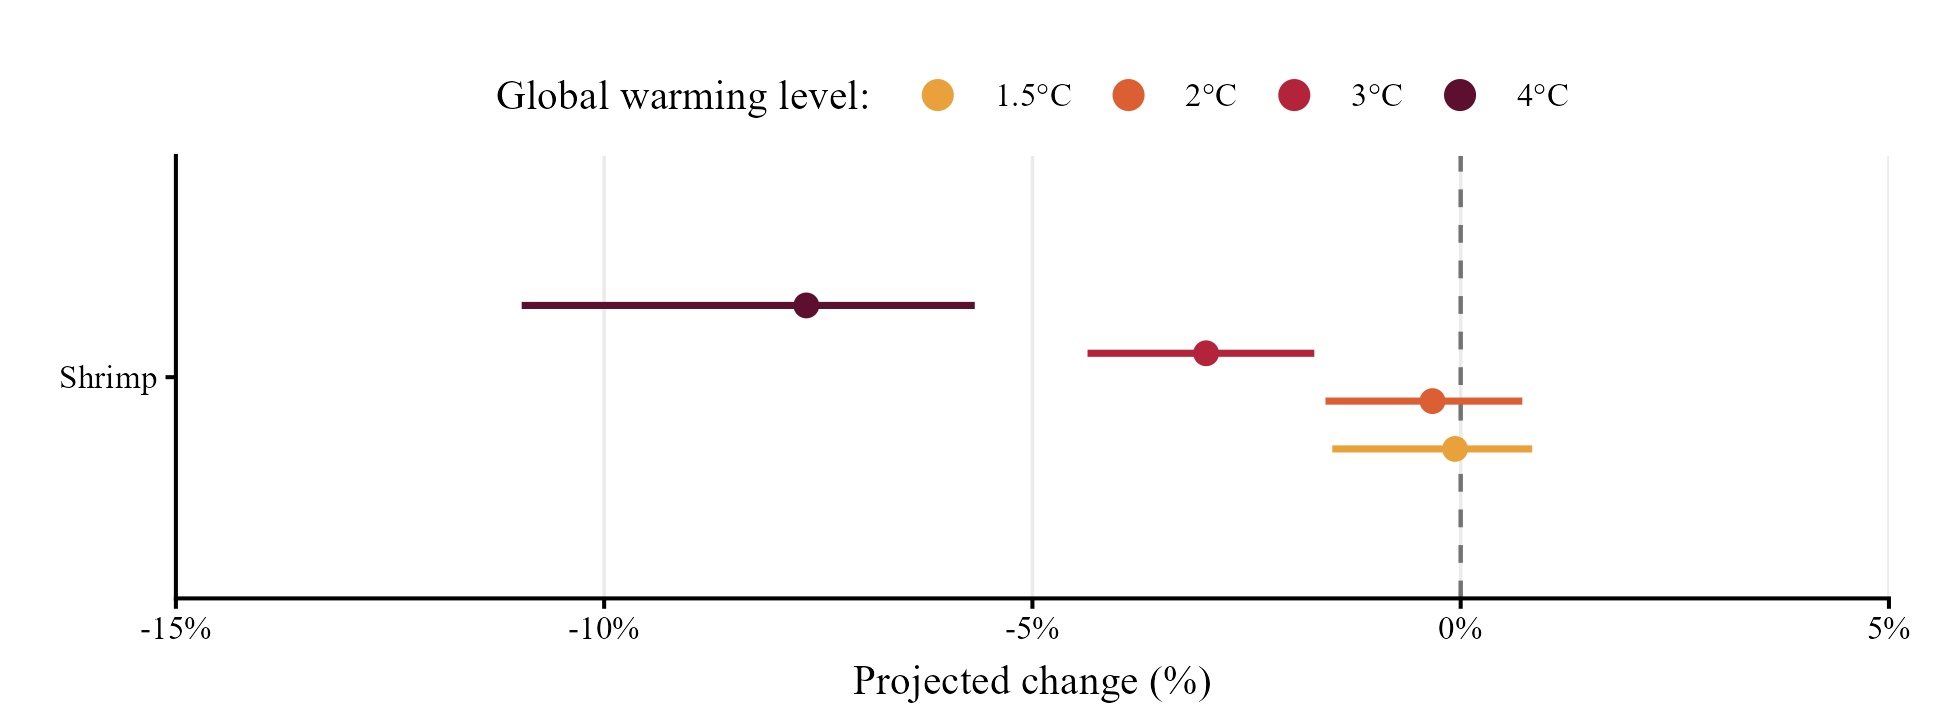 Global warming level: 1.5°C 2°C 3°C 4°C
Shrimp
-15% -10% -5% 0% 5%
Projected change (%)